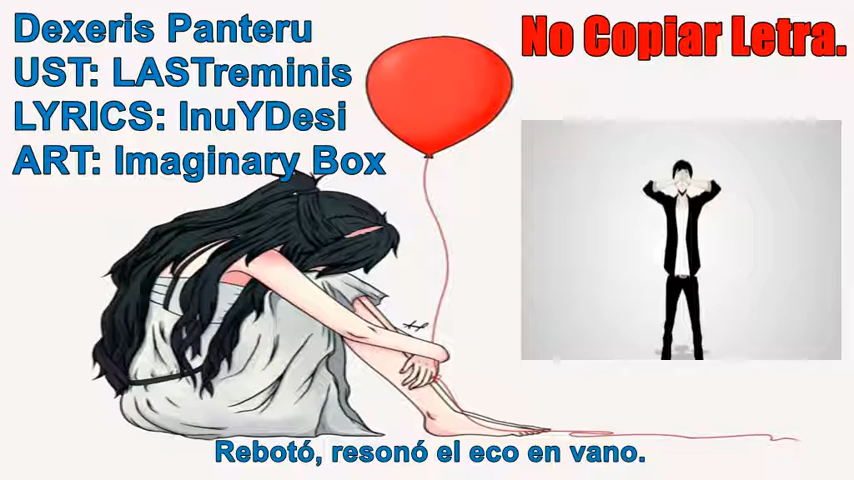 Dexeris Panteru
UST: LASTreminis
LYRICS: InuYDesi
ART: Imaginary Box
No Copiar Letra.
Rebotó, resonó el eco en vano.